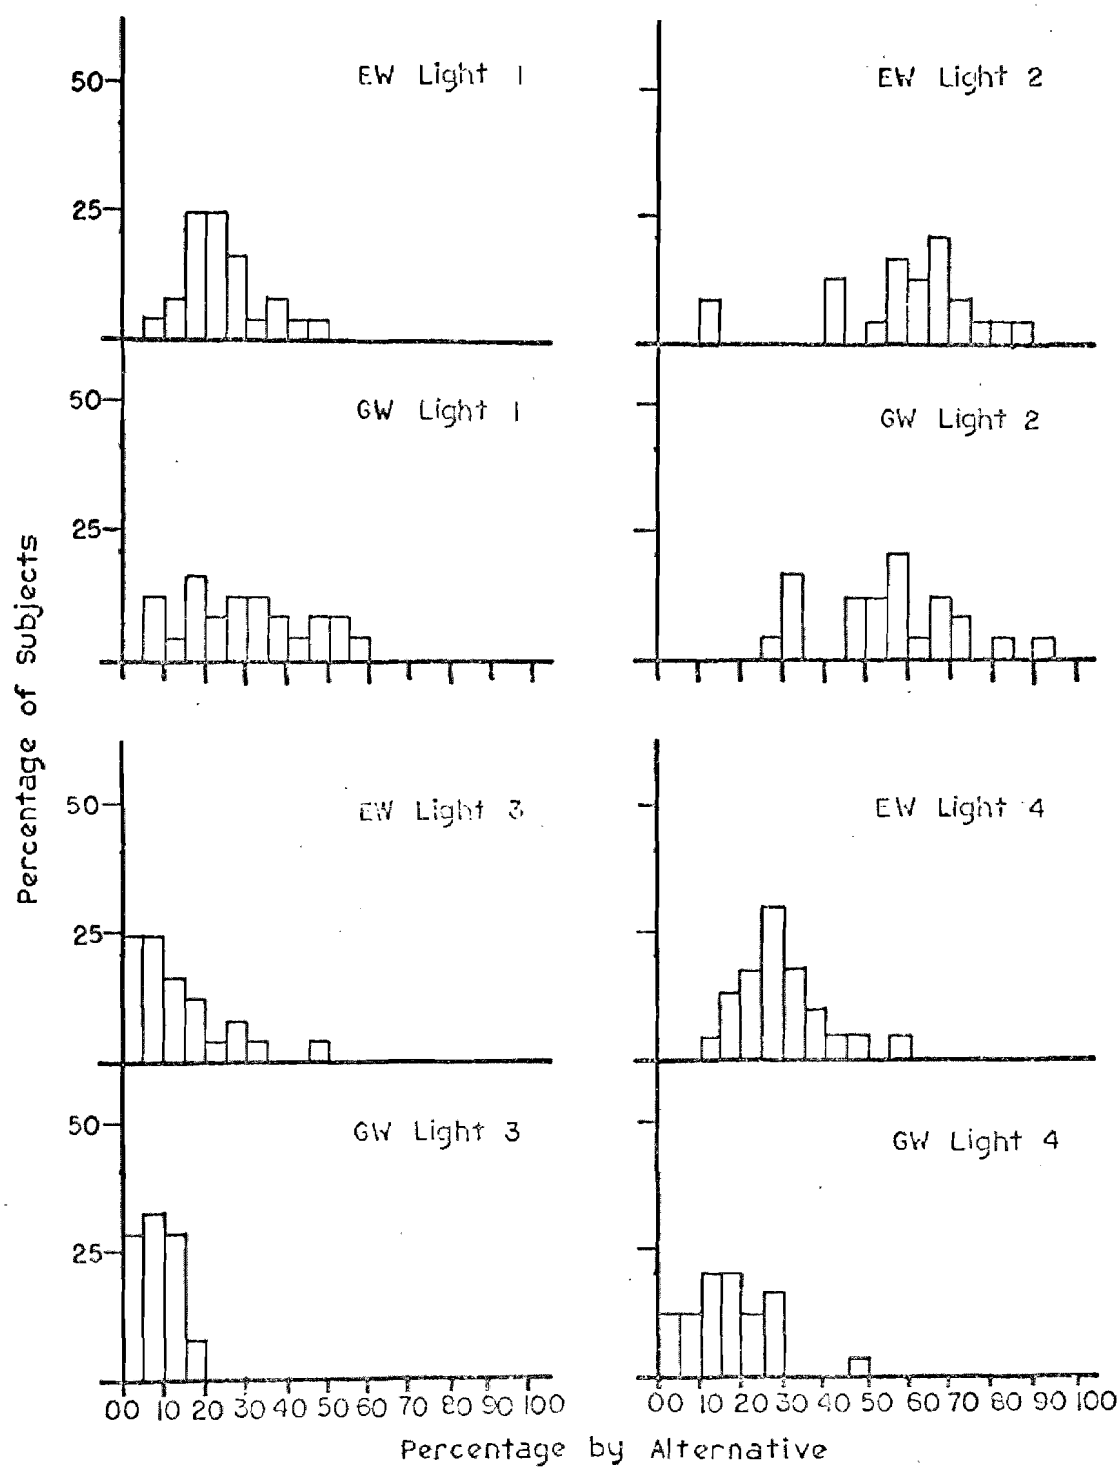 EW Light 1
EW Light 2
50
25
GW Light 1
GW Light 2
50
25
Percentage of Subjects
EW Light 3
EW Light 4
50
25
GW Light 3
GW Light 4
50
25
00 10 20 30 40 50 60 70 80 90 100
00 10 20 30 40 50 60 70 80 90 100
Percentage by Alternative